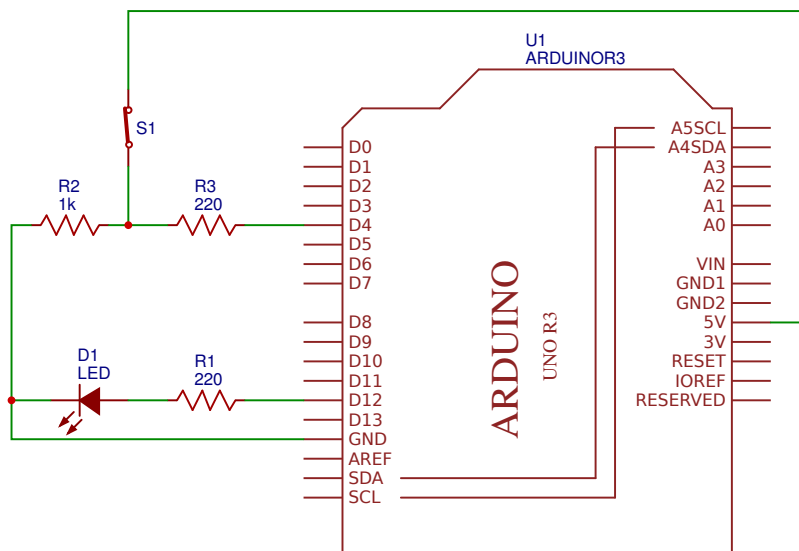 U1
ARDUINOR3
S1
R2
1k
R3
220
D1
LED
R1
220
D0
D1
D2
D3
D4
D5
D6
D7
D8
D9
D10
D11
D12
D13
GND
AREF
SDA
SCL
ARDUINO
UNO R3
A5SCL
A4SDA
A3
A2
A1
A0
VIN
GND1
GND2
5V
3V
RESET
IOREF
RESERVED